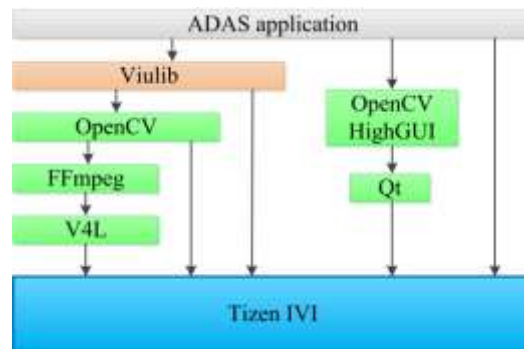 ADAS application
Viulib
OpenCV
OpenCV
HighGUI
FFmpeg
Qt
V4L
Tizen IVI